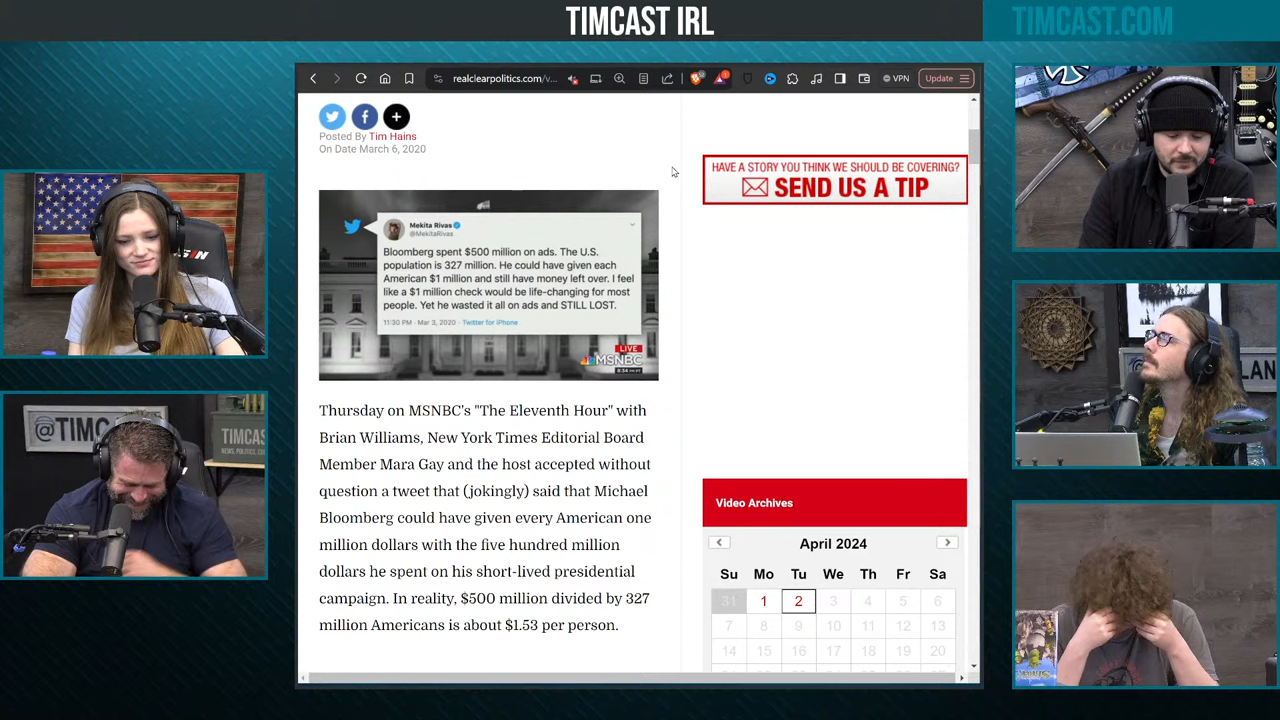 TIMCAST IRL
TIMCAST.COM
realclearpolitics.com/v...
VPN
Update
Posted By Tim Hains
On Date March 6, 2020
HAVE A STORY YOU THINK WE SHOULD BE COVERING?
SEND US A TIP
Mekita Rivas
@MekitaRivas
Bloomberg spent $500 million on ads. The U.S.
population is 327 million. He could have given each
American $1 million and still have money left over. I feel
like a $1 million check would be life-changing for most
people. Yet he wasted it all on ads and STILL LOST.
11:30 PM - Mar 3, 2020 - Twitter for iPhone
LIVE
MSNBC
Thursday on MSNBC's "The Eleventh Hour" with
Brian Williams, New York Times Editorial Board
Member Mara Gay and the host accepted without
question a tweet that (jokingly) said that Michael
Bloomberg could have given every American one
million dollars with the five hundred million
dollars he spent on his short-lived presidential
campaign. In reality, $500 million divided by 327
million Americans is about $1.53 per person.
Video Archives
April 2024
Su Mo Tu We Th Fr Sa
31 1 2 3 4 5 6
7 8 9 10 11 12 13
14 15 16 17 18 19 20
@TIMC
TIMCAST